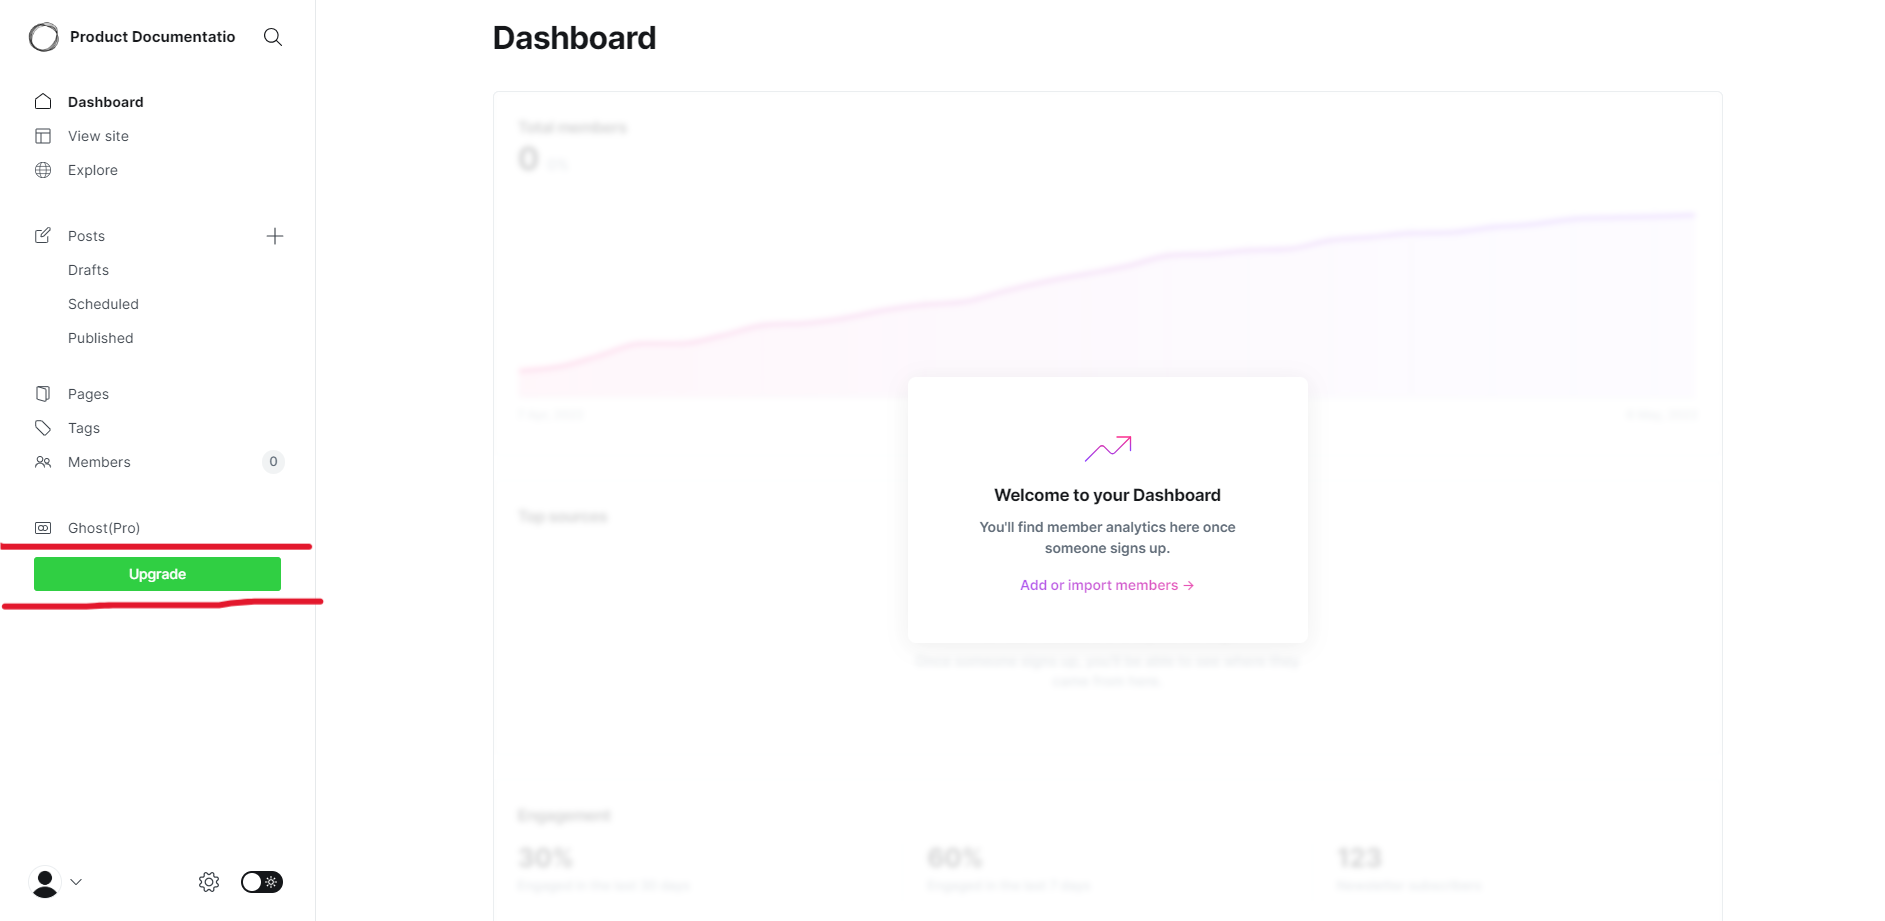 Product Documentatio
Dashboard
View site
Explore
Posts
Drafts
Scheduled
Published
Pages
Tags
Members
0
Ghost(Pro)
Upgrade
Dashboard
Total members
0
Welcome to your Dashboard
You'll find member analytics here once
someone signs up.
Add or import members →
Top sources
Engagement
30%
60%
123